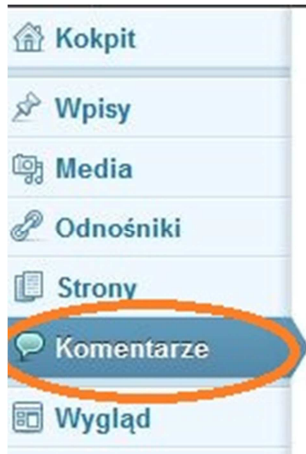 Kokpit
Wpisy
Media
Odnośniki
Strony
Komentarze
Wygląd